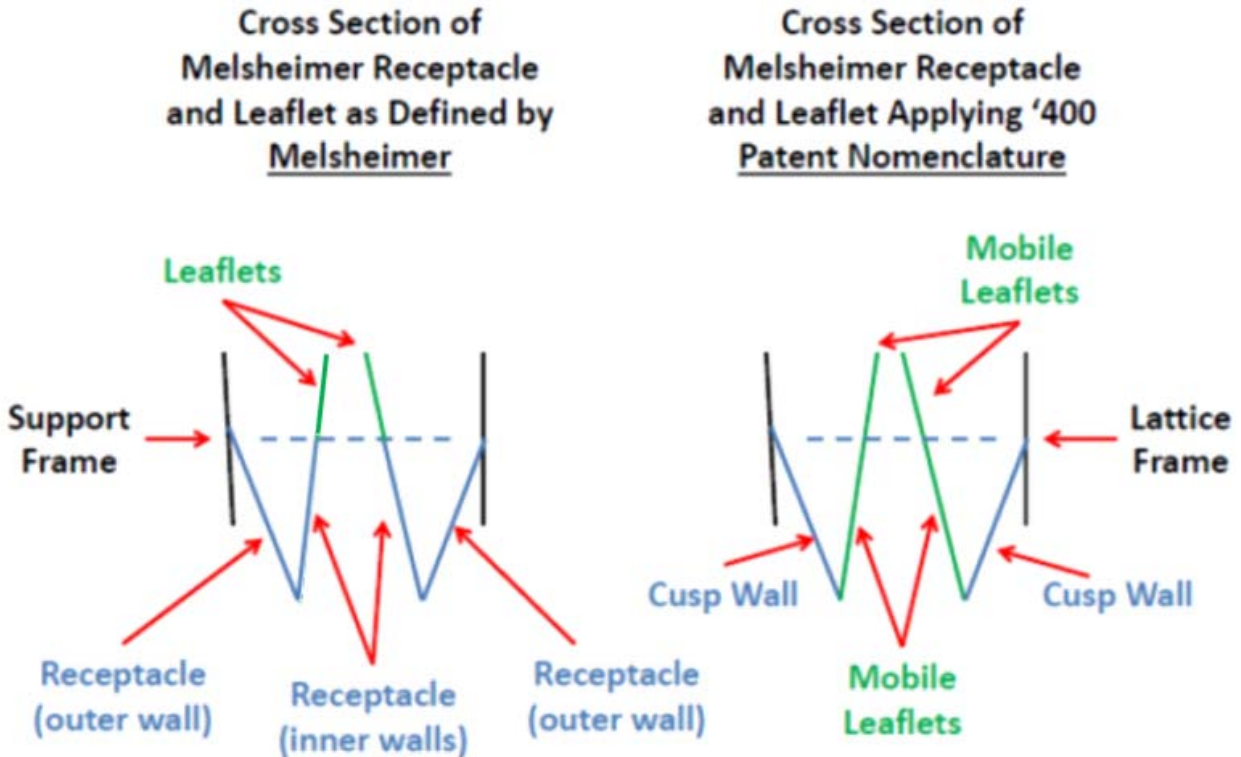 Cross Section of
Melsheimer Receptacle
and Leaflet as Defined by
Melsheimer
Cross Section of
Melsheimer Receptacle
and Leaflet Applying ‘400
Patent Nomenclature
Leaflets
Mobile
Leaflets
Support
Frame
Lattice
Frame
Cusp Wall
Cusp Wall
Receptacle
(outer wall)
Receptacle
(inner walls)
Receptacle
(outer wall)
Mobile
Leaflets